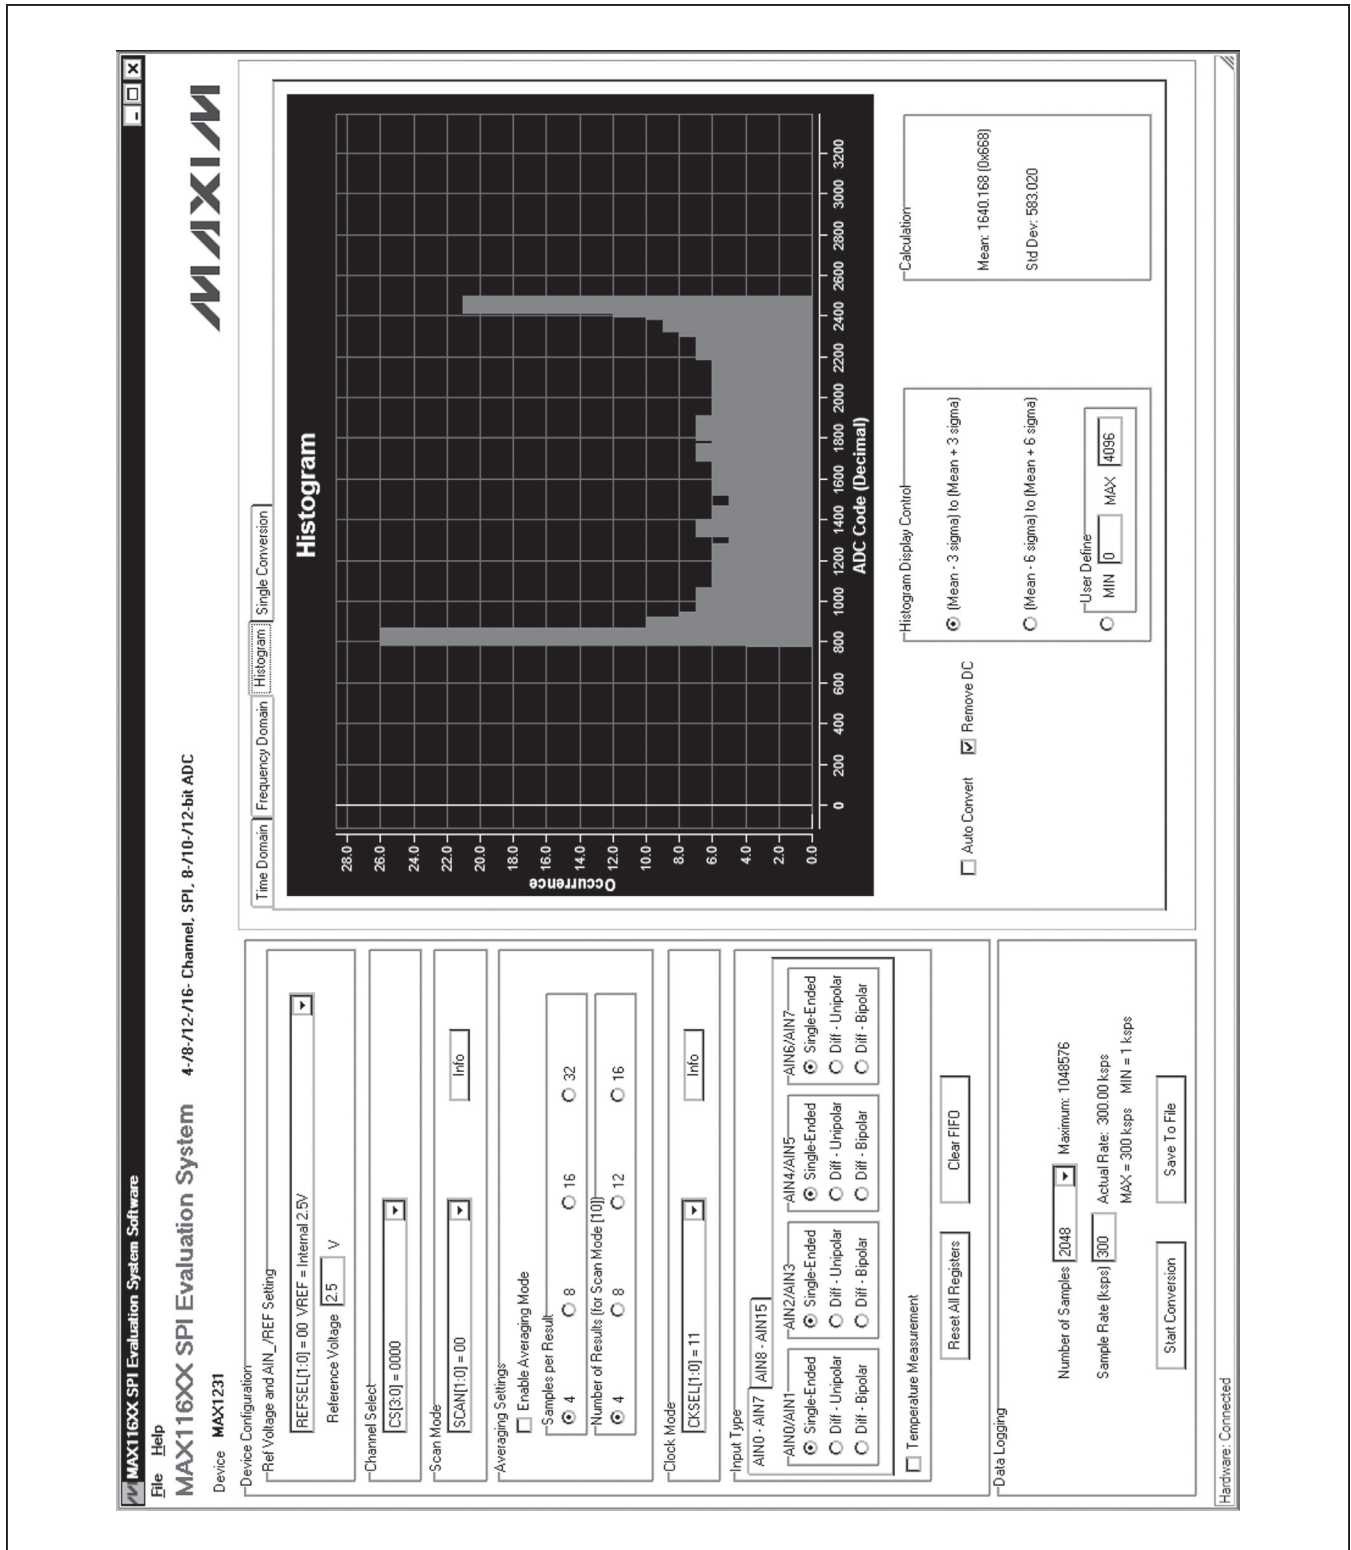 MAX116XX SPI Evaluation System Software
File Help
MAX116XX SPI Evaluation System 4-/8-/12-/16- Channel, SPI, 8-/10-/12-bit ADC
MAXIM
Device MAX1231
Device Configuration
Ref Voltage and AIN_/REF Setting
REFSEL[1:0] = 00 VREF = Internal 2.5V
Reference Voltage 2.5 V
Channel Select
CS[3:0] = 0000
Scan Mode
SCAN[1:0] = 00
Info
Averaging Settings
Enable Averaging Mode
Samples per Result
4 8 16 32
Number of Results (for Scan Mode [10])
4 8 12 16
Clock Mode
CKSEL[1:0] = 11
Info
Input Type
AIN0 - AIN7 AIN8 - AIN15
AIN0/AIN1 AIN2/AIN3 AIN4/AIN5 AIN6/AIN7
Single-Ended Single-Ended Single-Ended Single-Ended
Diff - Unipolar Diff - Unipolar Diff - Unipolar Diff - Unipolar
Diff - Bipolar Diff - Bipolar Diff - Bipolar Diff - Bipolar
Temperature Measurement
Reset All Registers Clear FIFO
Data Logging
Number of Samples 2048 Maximum: 1048576
Sample Rate (ksps) 300 Actual Rate: 300.00 ksps
MAX = 300 ksps MIN = 1 ksps
Start Conversion Save To File
Time Domain Frequency Domain Histogram Single Conversion
Histogram
Occurrence
28.0
26.0
24.0
22.0
20.0
18.0
16.0
14.0
12.0
10.0
8.0
6.0
4.0
2.0
0.0
0 200 400 600 800 1000 1200 1400 1600 1800 2000 2200 2400 2600 2800 3000 3200
ADC Code (Decimal)
Auto Convert Remove DC
Histogram Display Control
(Mean - 3 sigma) to (Mean + 3 sigma)
(Mean - 6 sigma) to (Mean + 6 sigma)
User Define
MIN 0 MAX 4096
Calculation
Mean: 1640.168 (0x668)
Std Dev: 583.020
Hardware: Connected